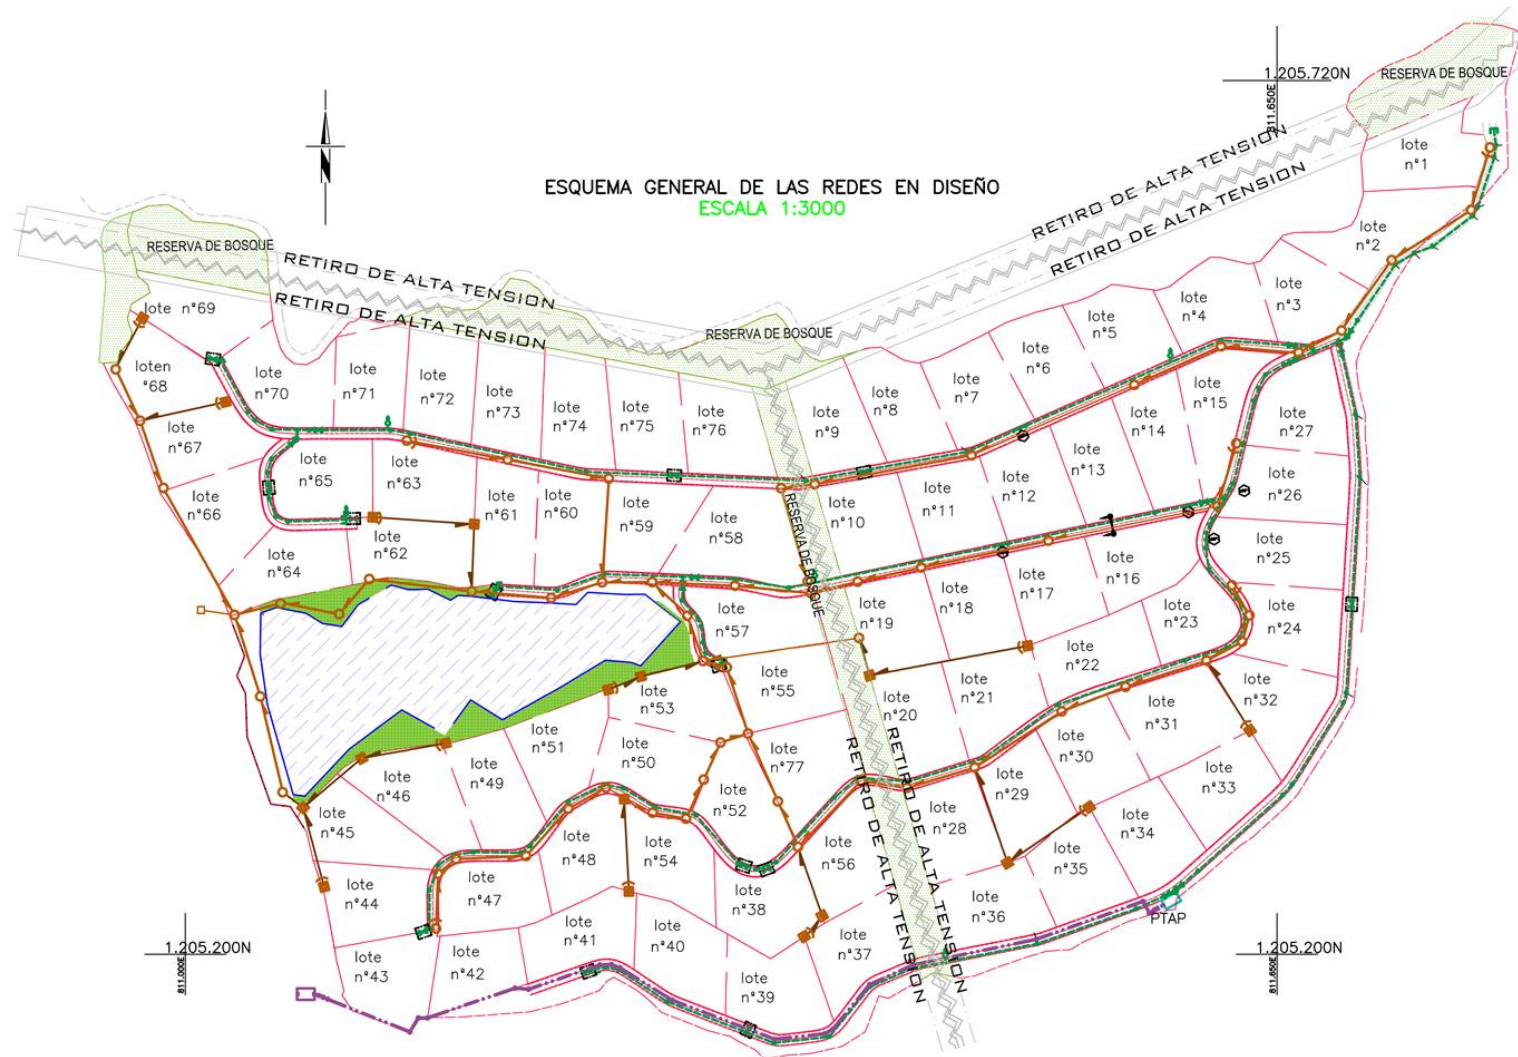 1.205.720N
811.650E
RESERVA DE BOSQUE
ESQUEMA GENERAL DE LAS REDES EN DISEÑO
ESCALA 1:3000
RETIRO DE ALTA TENSION
RETIRO DE ALTA TENSION
lote
n°1
lote
n°2
lote
n°3
lote
n°4
lote
n°5
lote
n°6
lote
n°7
lote
n°8
lote
n°9
RESERVA DE BOSQUE
RETIRO DE ALTA TENSION
RETIRO DE ALTA TENSION
RESERVA DE BOSQUE
lote n°69
loten
°68
lote
n°70
lote
n°71
lote
n°72
lote
n°73
lote
n°74
lote
n°75
lote
n°76
lote
n°67
lote
n°66
lote
n°65
lote
n°63
lote
n°61
lote
n°60
lote
n°59
lote
n°58
RESERVA DE BOSQUE
lote
n°10
lote
n°11
lote
n°12
lote
n°13
lote
n°14
lote
n°15
lote
n°27
lote
n°26
lote
n°25
lote
n°64
lote
n°62
lote
n°57
lote
n°19
lote
n°18
lote
n°17
lote
n°16
lote
n°23
lote
n°24
lote
n°22
lote
n°21
lote
n°20
lote
n°55
lote
n°53
lote
n°51
lote
n°50
lote
n°49
lote
n°46
lote
n°45
lote
n°52
lote
n°77
lote
n°32
lote
n°31
lote
n°30
lote
n°29
lote
n°28
lote
n°33
lote
n°34
lote
n°35
lote
n°36
RETIRO DE ALTA TENSION
RETIRO DE ALTA TENSION
lote
n°56
lote
n°54
lote
n°48
lote
n°47
lote
n°44
lote
n°38
lote
n°37
lote
n°41
lote
n°40
lote
n°39
lote
n°42
lote
n°43
PTAP
1.205.200N
811.000E
1.205.200N
811.650E